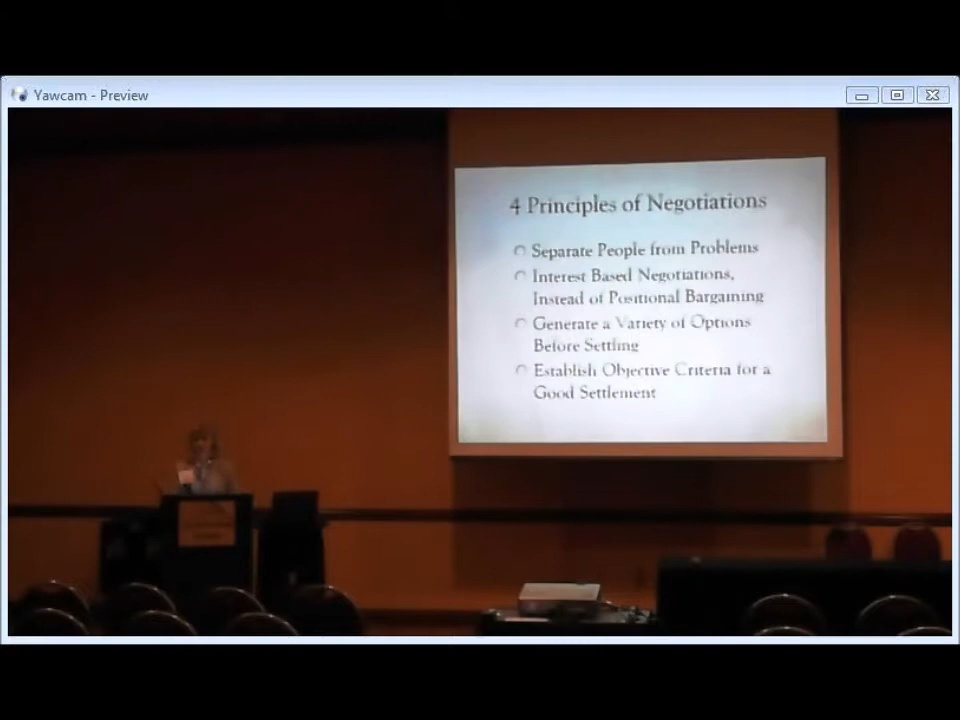 Yawcam - Preview
4 Principles of Negotiations
Separate People from Problems
Interest Based Negotiations,
Instead of Positional Bargaining
Generate a Variety of Options
Before Settling
Establish Objective Criteria for a
Good Settlement